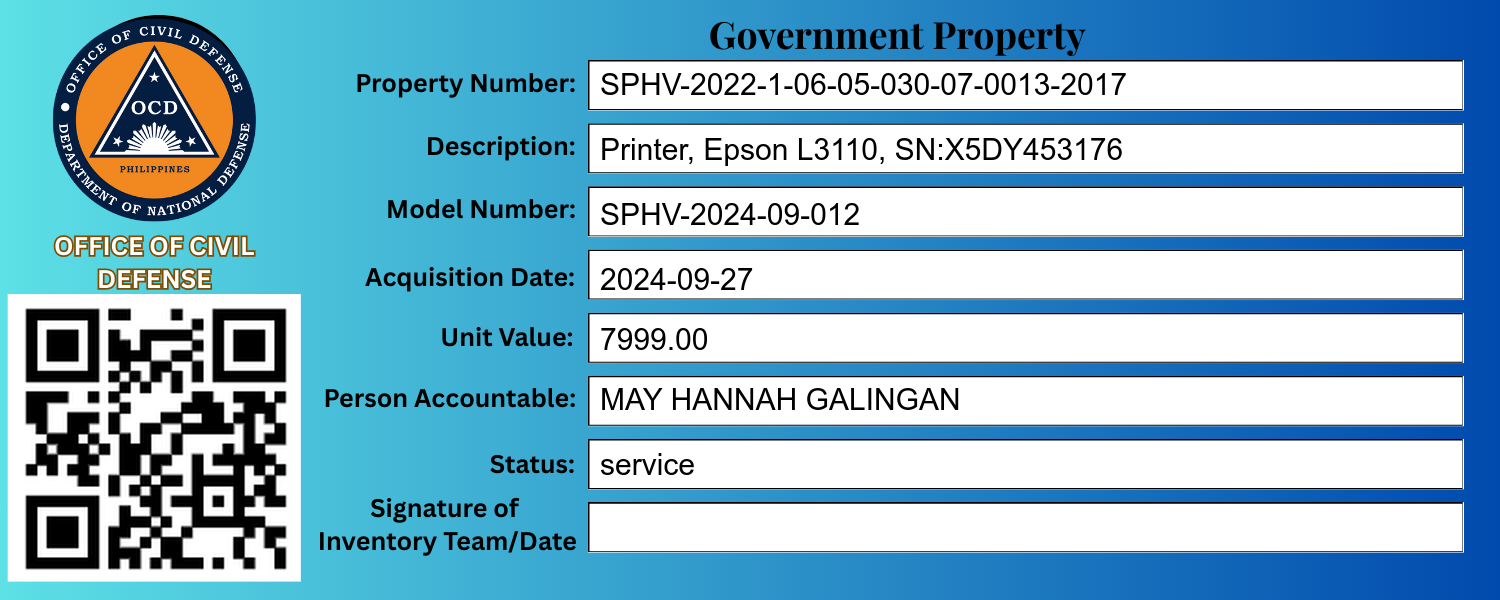 OFFICE OF CIVIL DEFENSE
OCD
PHILIPPINES
DEPARTMENT OF NATIONAL DEFENSE
OFFICE OF CIVIL
DEFENSE
Government Property
Property Number: SPHV-2022-1-06-05-030-07-0013-2017
Description: Printer, Epson L3110, SN:X5DY453176
Model Number: SPHV-2024-09-012
Acquisition Date: 2024-09-27
Unit Value: 7999.00
Person Accountable: MAY HANNAH GALINGAN
Status: service
Signature of
Inventory Team/Date